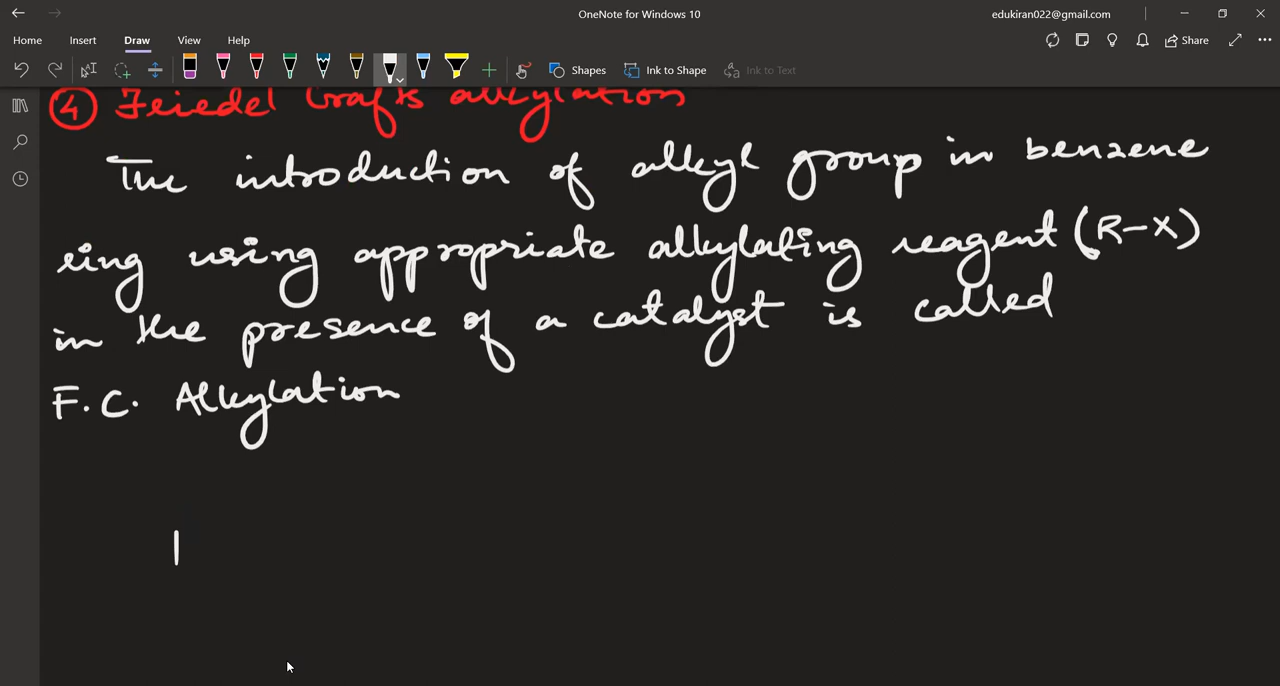 OneNote for Windows 10
edukiran022@gmail.com
Home Insert Draw View Help
Share
Shapes Ink to Shape Ink to Text
④ Friedel Crafts alkylation
The introduction of alkyl group in benzene
ring using appropriate alkylating reagent (R-X)
in the presence of a catalyst is called
F.C. Alkylation